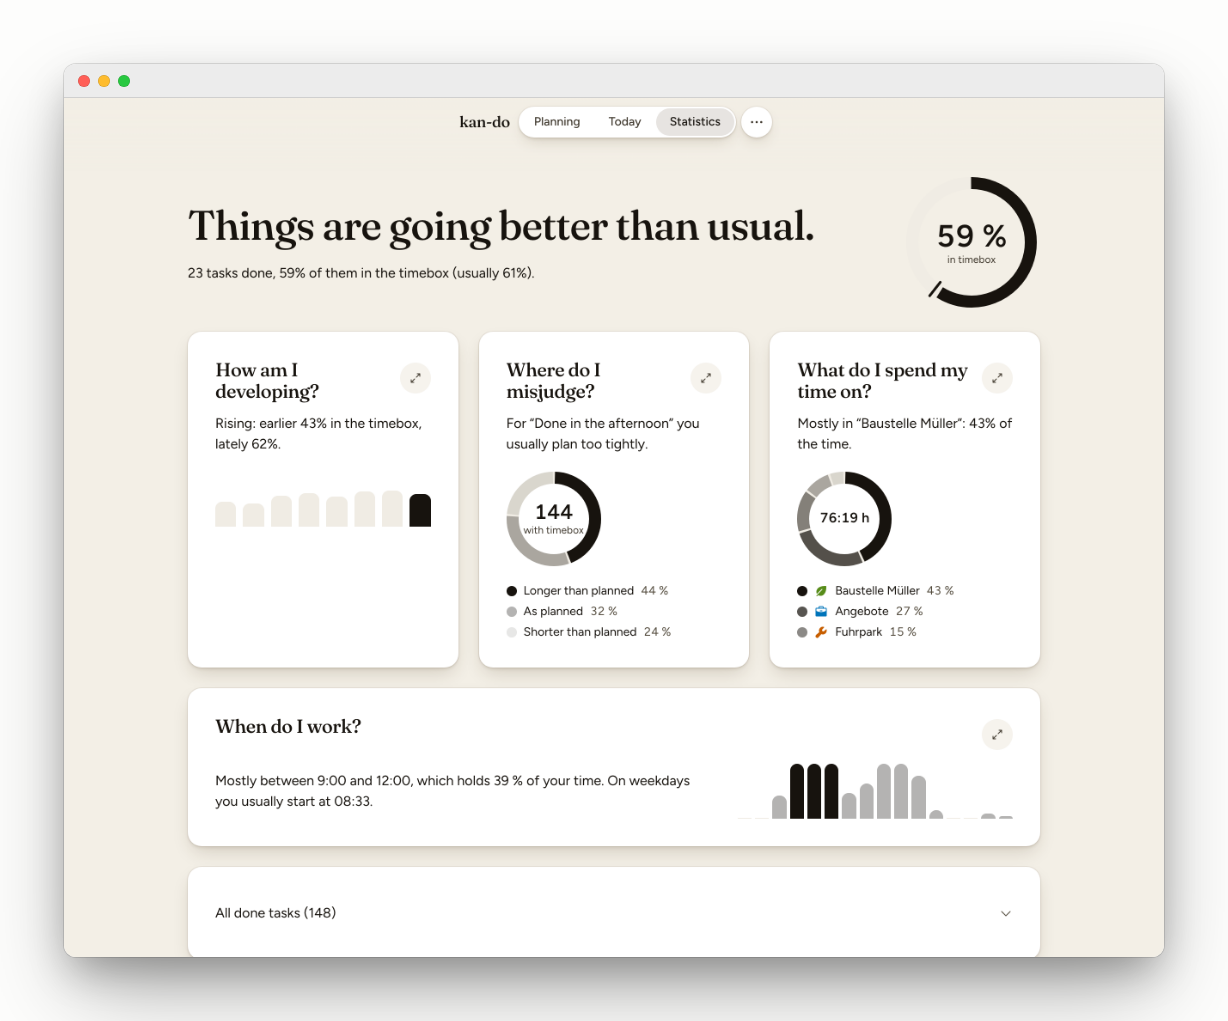 kan-do
Planning
Today
Statistics
Things are going better than usual.
23 tasks done, 59% of them in the timebox (usually 61%).
59 %
in timebox
How am I
developing?
Rising: earlier 43% in the timebox,
lately 62%.
Where do I
misjudge?
For “Done in the afternoon” you
usually plan too tightly.
144
with timebox
Longer than planned 44 %
As planned 32 %
Shorter than planned 24 %
What do I spend my
time on?
Mostly in “Baustelle Müller”: 43% of
the time.
76:19 h
Baustelle Müller 43 %
Angebote 27 %
Fuhrpark 15 %
When do I work?
Mostly between 9:00 and 12:00, which holds 39 % of your time. On weekdays
you usually start at 08:33.
All done tasks (148)